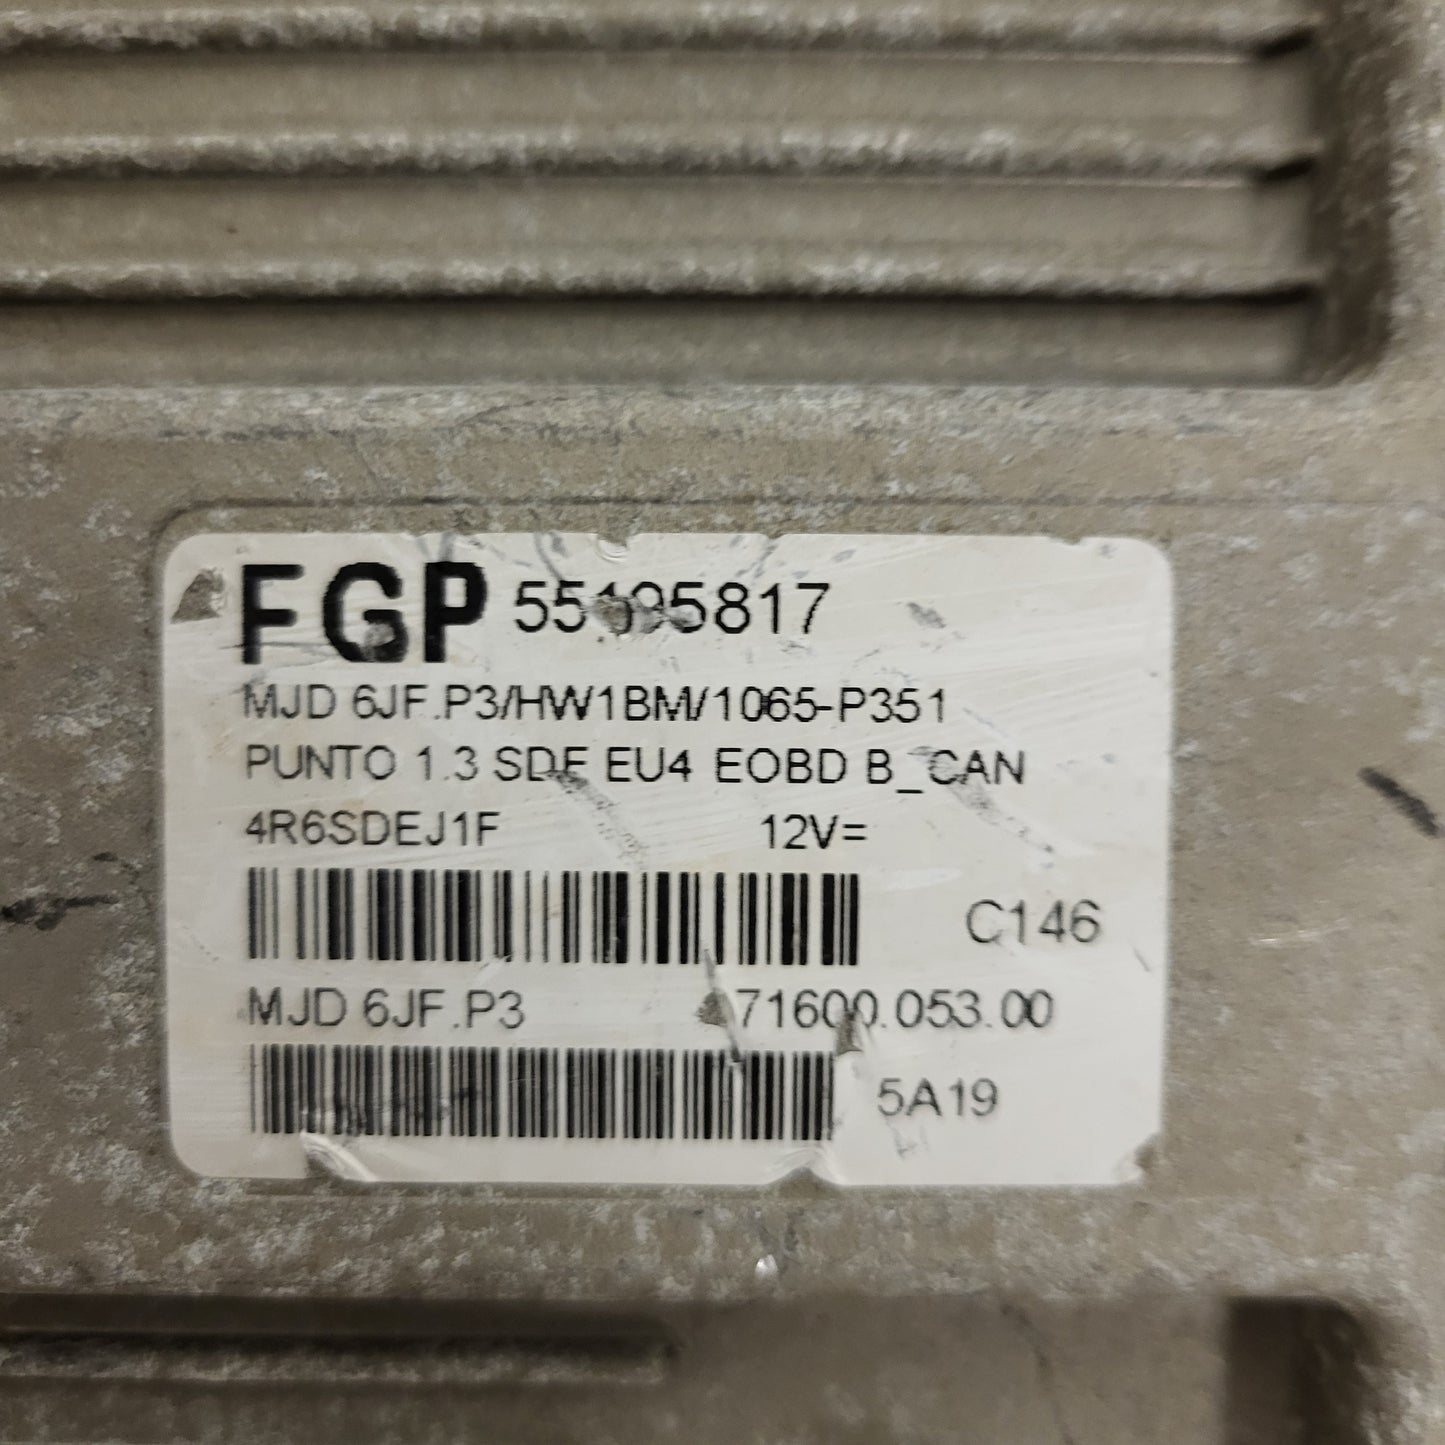 FGP 55195817
MJD 6JF.P3/HW1BM/1065-P351
PUNTO 1.3 SDE EU4 EOBD B_CAN
4R6SDEJ1F 12V=
C146
MJD 6JF.P3 71600.053.00
5A19